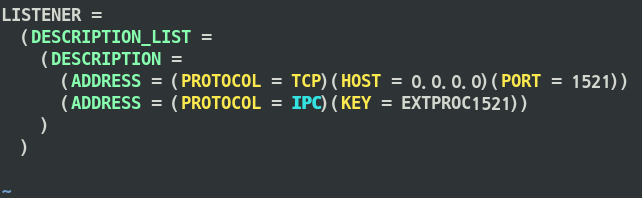 LISTENER =
  (DESCRIPTION_LIST =
    (DESCRIPTION =
      (ADDRESS = (PROTOCOL = TCP)(HOST = 0.0.0.0)(PORT = 1521))
      (ADDRESS = (PROTOCOL = IPC)(KEY = EXTPROC1521))
    )
  )
~